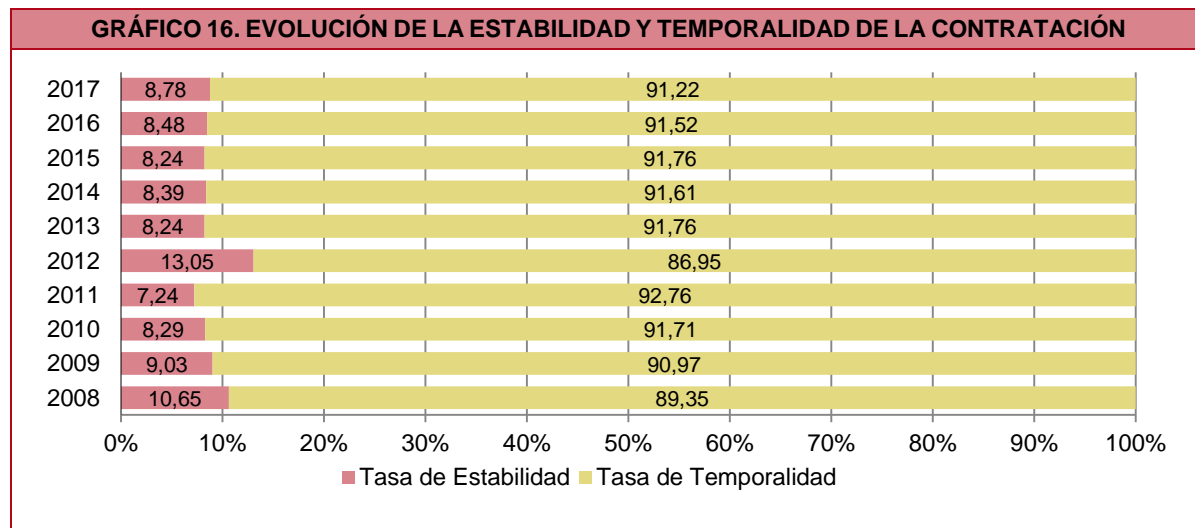 GRÁFICO 16. EVOLUCIÓN DE LA ESTABILIDAD Y TEMPORALIDAD DE LA CONTRATACIÓN
2017 8,78 91,22
2016 8,48 91,52
2015 8,24 91,76
2014 8,39 91,61
2013 8,24 91,76
2012 13,05 86,95
2011 7,24 92,76
2010 8,29 91,71
2009 9,03 90,97
2008 10,65 89,35
0% 10% 20% 30% 40% 50% 60% 70% 80% 90% 100%
Tasa de Estabilidad Tasa de Temporalidad